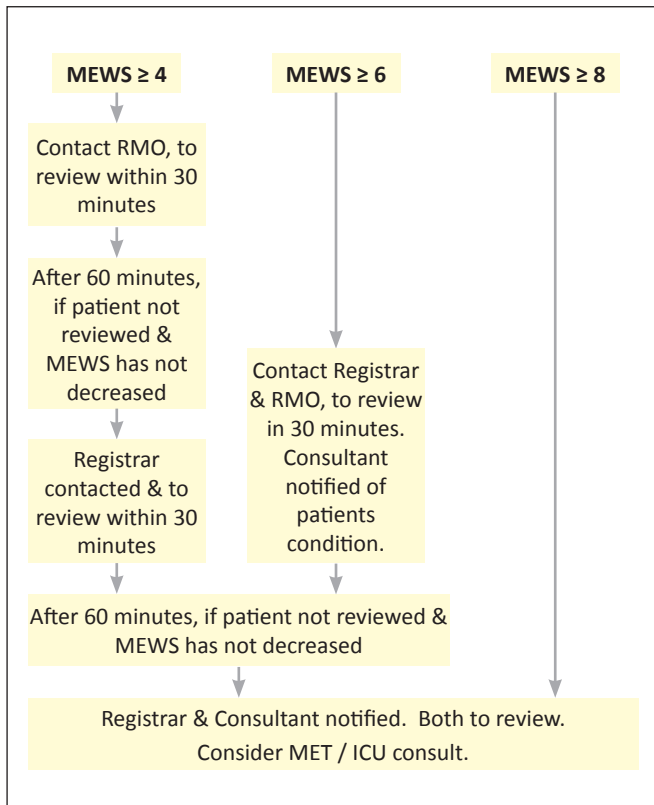 MEWS ≥ 4
MEWS ≥ 6
MEWS ≥ 8
Contact RMO, to
review within 30
minutes
After 60 minutes,
if patient not
reviewed &
MEWS has not
decreased
Registrar
contacted & to
review within 30
minutes
Contact Registrar
& RMO, to review
in 30 minutes.
Consultant
notified of
patients
condition.
After 60 minutes, if patient not reviewed &
MEWS has not decreased
Registrar & Consultant notified.  Both to review.
Consider MET / ICU consult.